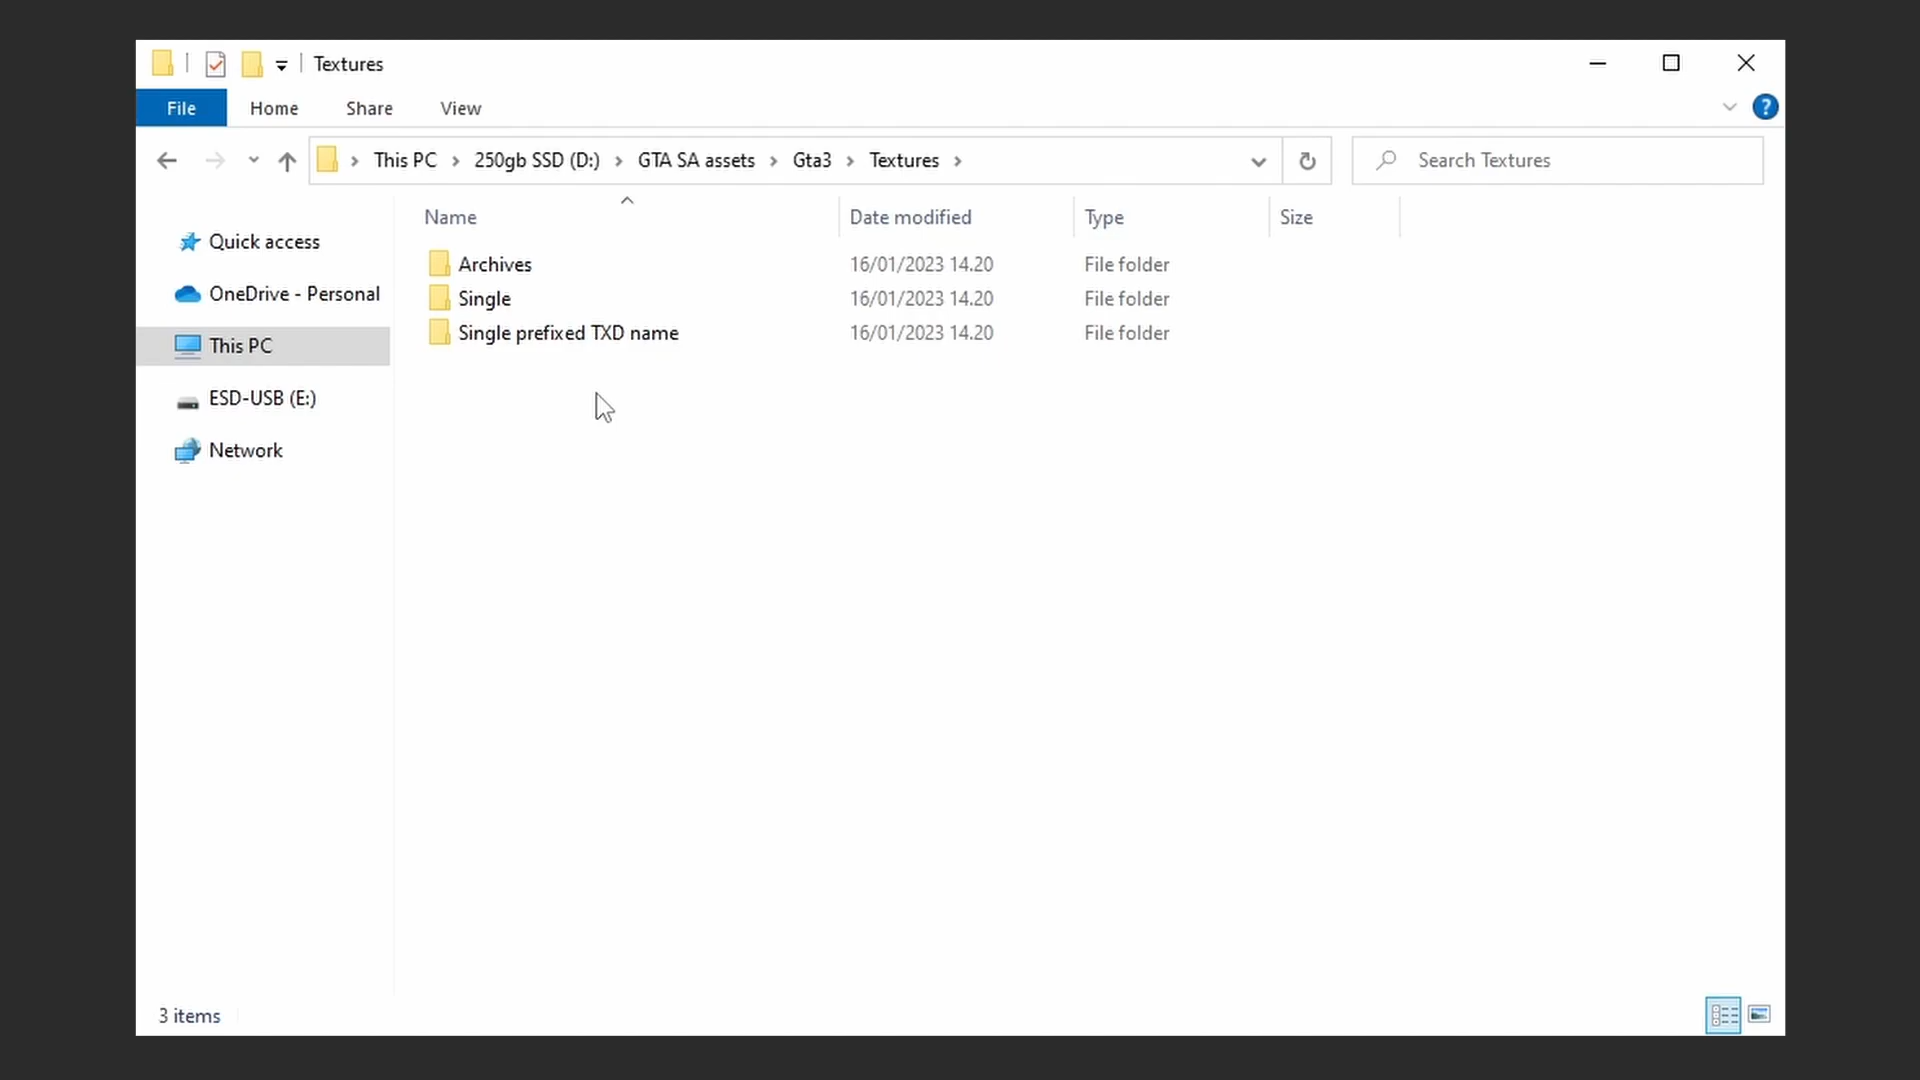 Textures
File Home Share View
This PC 250gb SSD (D:) GTA SA assets Gta3 Textures Search Textures
Name Date modified Type Size
Quick access
OneDrive - Personal
This PC
ESD-USB (E:)
Network
Archives 16/01/2023 14.20 File folder
Single 16/01/2023 14.20 File folder
Single prefixed TXD name 16/01/2023 14.20 File folder
3 items